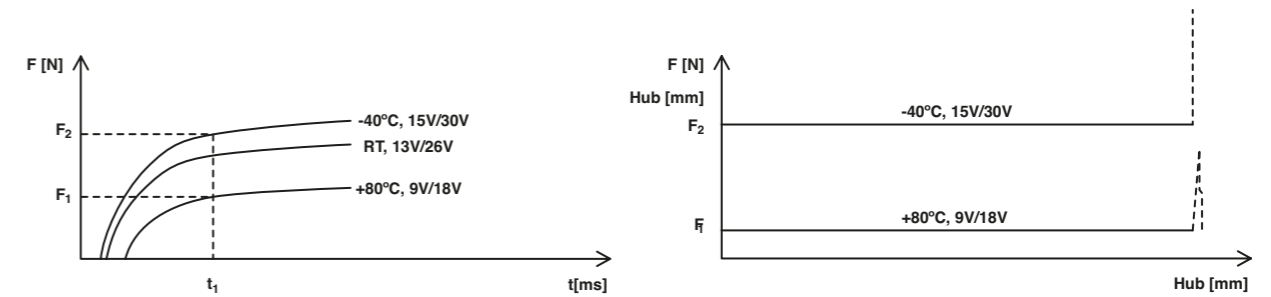 F [N]
-40°C, 15V/30V
F2
RT, 13V/26V
F1
+80°C, 9V/18V
t1
t[ms]
F [N]
Hub [mm]
-40°C, 15V/30V
F2
+80°C, 9V/18V
F1
Hub [mm]